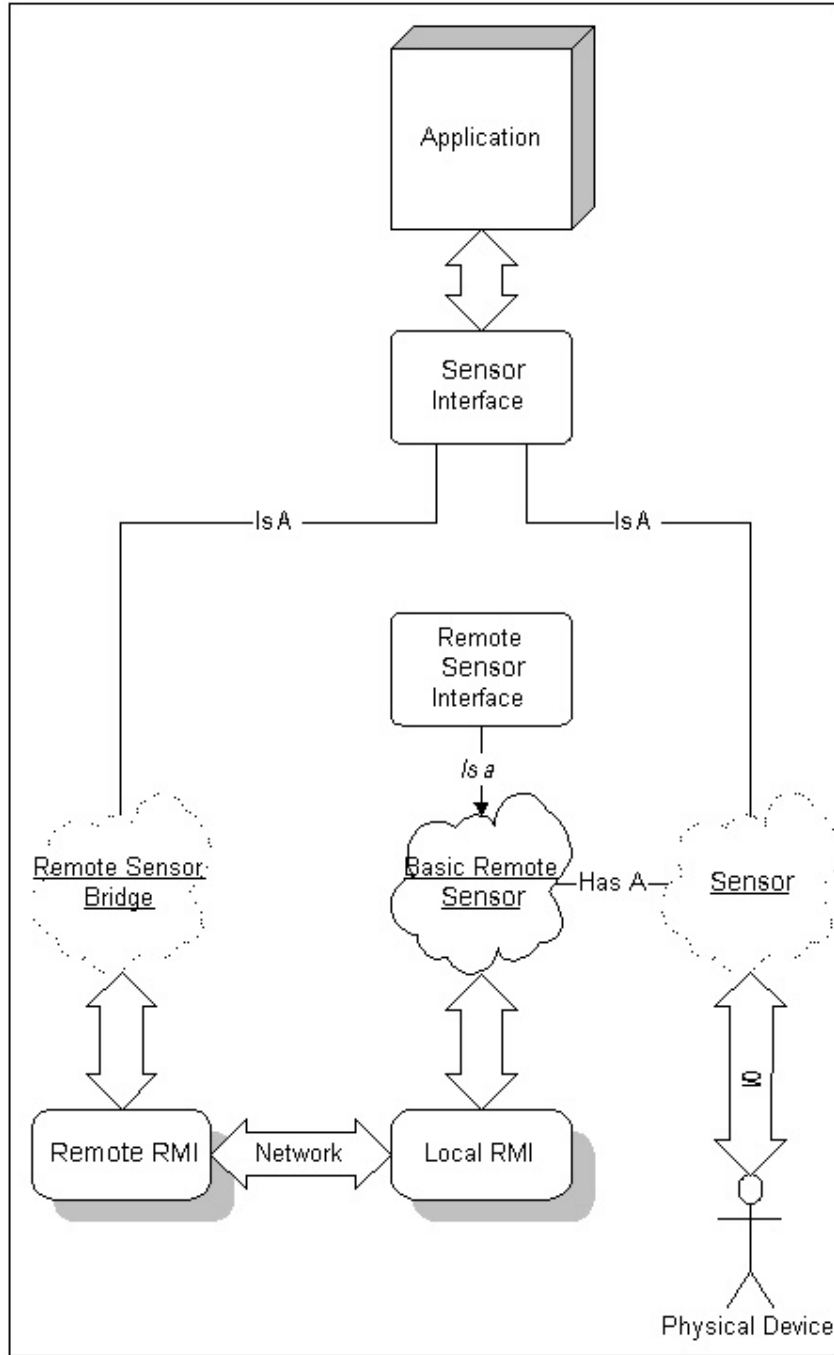 Application
Sensor
Interface
Is A
Is A
Remote
Sensor
Interface
Is a
Remote Sensor
Bridge
Basic Remote
Sensor
Has A
Sensor
IO
Remote RMI
Network
Local RMI
Physical Device